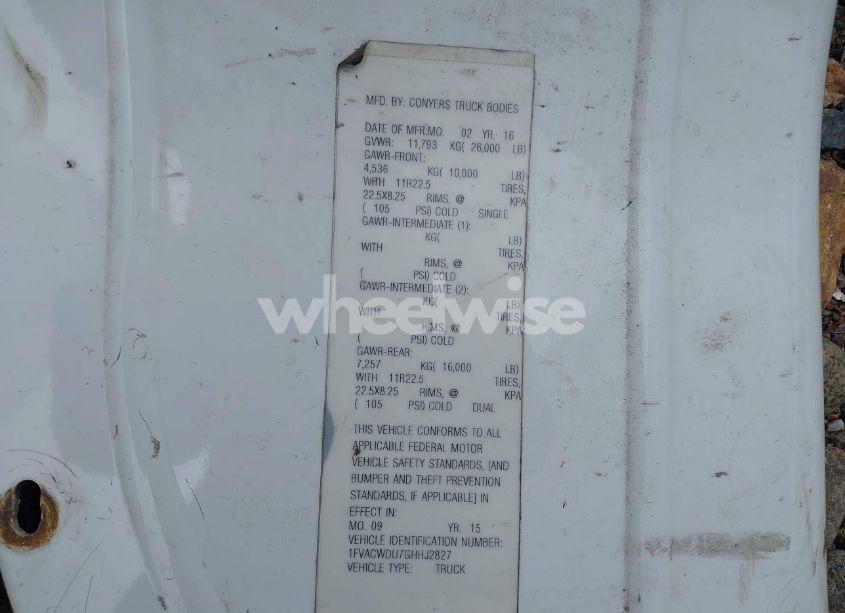 MFD. BY: CONYERS TRUCK BODIES
DATE OF MFR:MO. 02 YR. 16
GVWR: 11,793 KG( 26,000 LB)
GAWR-FRONT:
4,536 KG( 10,000 LB)
WITH 11R22.5 TIRES,
22.5X8.25 RIMS, @ KPA
( 105 PSI) COLD SINGLE
GAWR-INTERMEDIATE (1):
KG( LB)
WITH TIRES,
RIMS, @ KPA
( PSI) COLD
GAWR-INTERMEDIATE (2):
KG( LB)
WITH TIRES,
RIMS, @ KPA
( PSI) COLD
GAWR-REAR:
7,257 KG( 16,000 LB)
WITH 11R22.5 TIRES,
22.5X8.25 RIMS, @ KPA
( 105 PSI) COLD DUAL
THIS VEHICLE CONFORMS TO ALL
APPLICABLE FEDERAL MOTOR
VEHICLE SAFETY STANDARDS, [AND
BUMPER AND THEFT PREVENTION
STANDARDS, IF APPLICABLE] IN
EFFECT IN:
MO. 09 YR. 15
VEHICLE IDENTIFICATION NUMBER:
1FVACWDU7GHHJ2827
VEHICLE TYPE: TRUCK
wheelwise